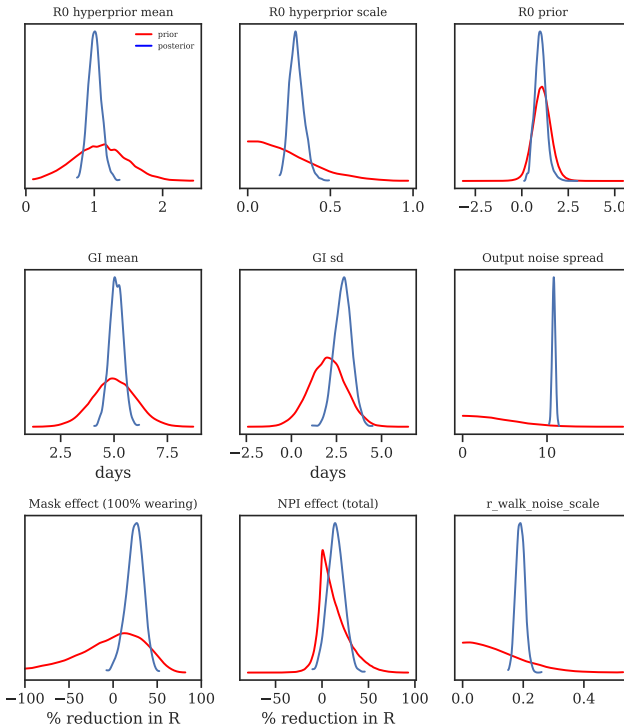 R0 hyperprior mean
prior
posterior
0 1 2
R0 hyperprior scale
0.0 0.5 1.0
R0 prior
−2.5 0.0 2.5 5.0
GI mean
2.5 5.0 7.5
days
GI sd
−2.5 0.0 2.5 5.0
days
Output noise spread
0 10
Mask effect (100% wearing)
−100 −50 0 50 100
% reduction in R
NPI effect (total)
−50 0 50 100
% reduction in R
r_walk_noise_scale
0.0 0.2 0.4